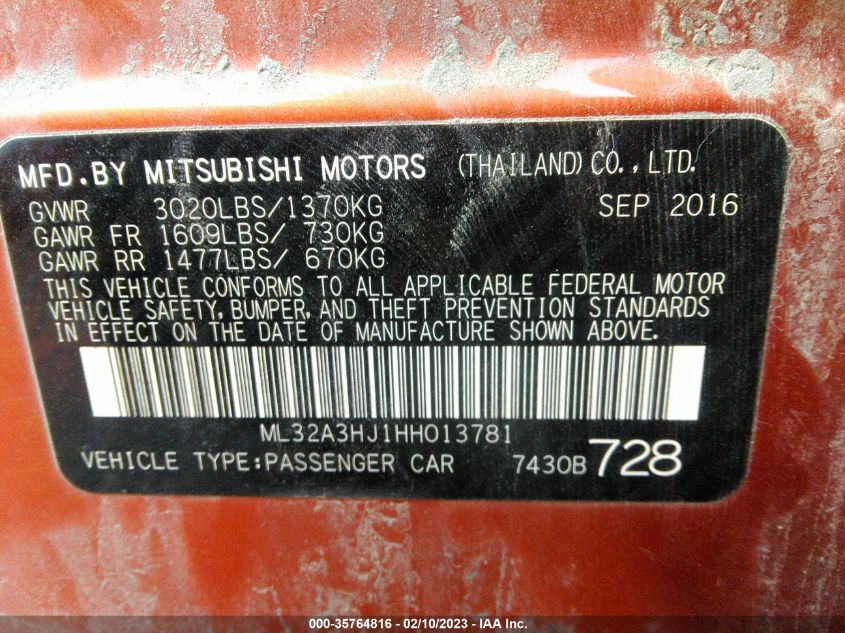 MFD.BY MITSUBISHI MOTORS (THAILAND) CO.,LTD.
GVWR 3020LBS/1370KG SEP 2016
GAWR FR 1609LBS/ 730KG
GAWR RR 1477LBS/ 670KG
THIS VEHICLE CONFORMS TO ALL APPLICABLE FEDERAL MOTOR
VEHICLE SAFETY, BUMPER, AND THEFT PREVENTION STANDARDS
IN EFFECT ON THE DATE OF MANUFACTURE SHOWN ABOVE.
ML32A3HJ1HH013781
VEHICLE TYPE:PASSENGER CAR 7430B 728
000-35764816 - 02/10/2023 - IAA Inc.